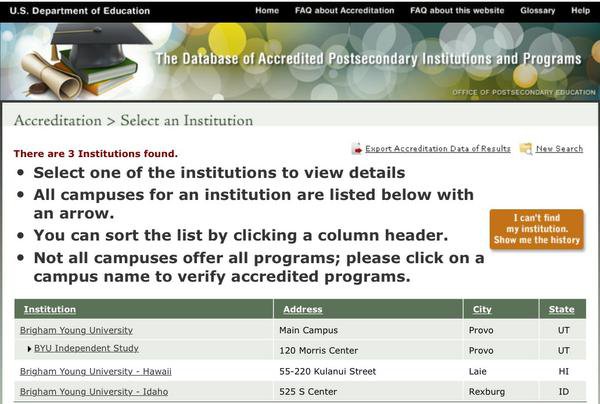 U.S. Department of Education Home FAQ about Accreditation FAQ about this website Glossary Help
The Database of Accredited Postsecondary Institutions and Programs
OFFICE OF POSTSECONDARY EDUCATION
Accreditation > Select an Institution
There are 3 Institutions found. Export Accreditation Data of Results New Search
• Select one of the institutions to view details
• All campuses for an institution are listed below with
an arrow.
• You can sort the list by clicking a column header.
• Not all campuses offer all programs; please click on a
campus name to verify accredited programs.
I can't find
my institution.
Show me the history
Institution Address City State
Brigham Young University Main Campus Provo UT
BYU Independent Study 120 Morris Center Provo UT
Brigham Young University - Hawaii 55-220 Kulanui Street Laie HI
Brigham Young University - Idaho 525 S Center Rexburg ID